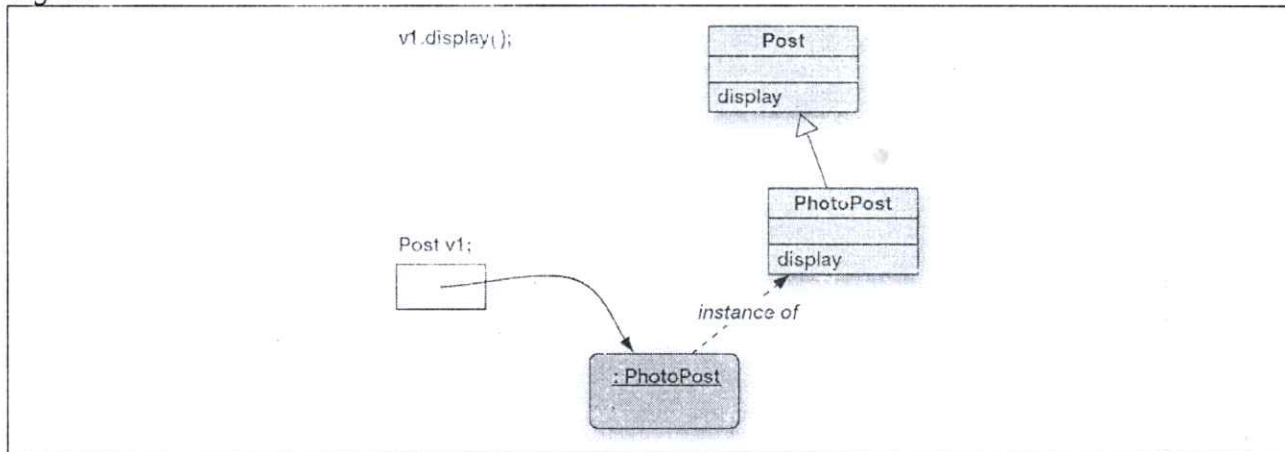 v1.display();
Post
display
PhotoPost
display
Post v1;
instance of
: PhotoPost